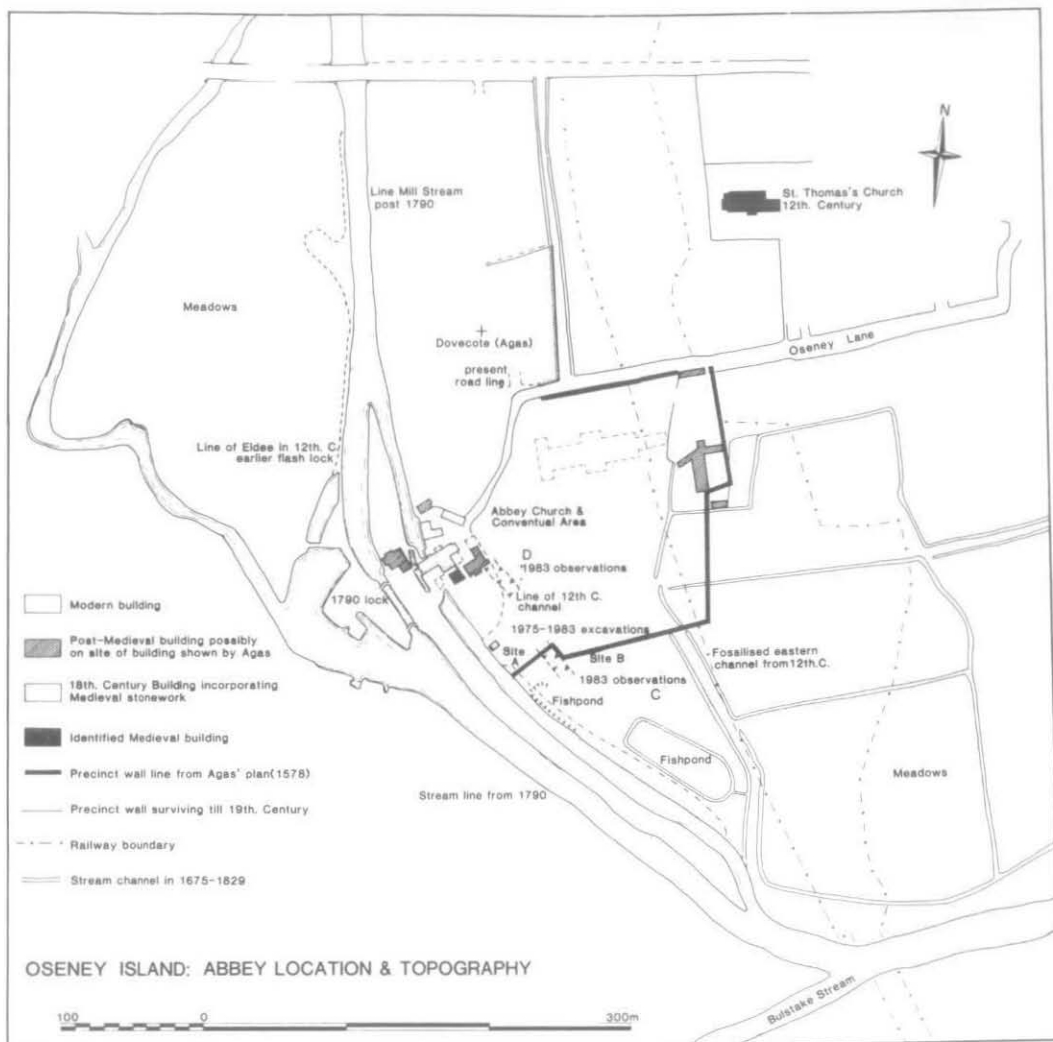 N
Line Mill Stream
post 1790
St. Thomas's Church
12th. Century
Meadows
Dovecote (Agas)
present
road line
Oseney Lane
Line of Eldee in 12th. C.
earlier flash lock
Abbey Church &
Conventual Area
D
1983 observations
Line of 12th C.
channel
1790 lock
1975-1983 excavations
Site
A
Site B
1983 observations
C
Fishpond
Fossilised eastern
channel from 12th.C.
Fishpond
Meadows
Stream line from 1790
Bulstake Stream
Modern building
Post-Medieval building possibly
on site of building shown by Agas
18th. Century Building incorporating
Medieval stonework
Identified Medieval building
Precinct wall line from Agas' plan(1578)
Precinct wall surviving till 19th. Century
Railway boundary
Stream channel in 1675-1829
OSENEY ISLAND: ABBEY LOCATION & TOPOGRAPHY
100 0 300m